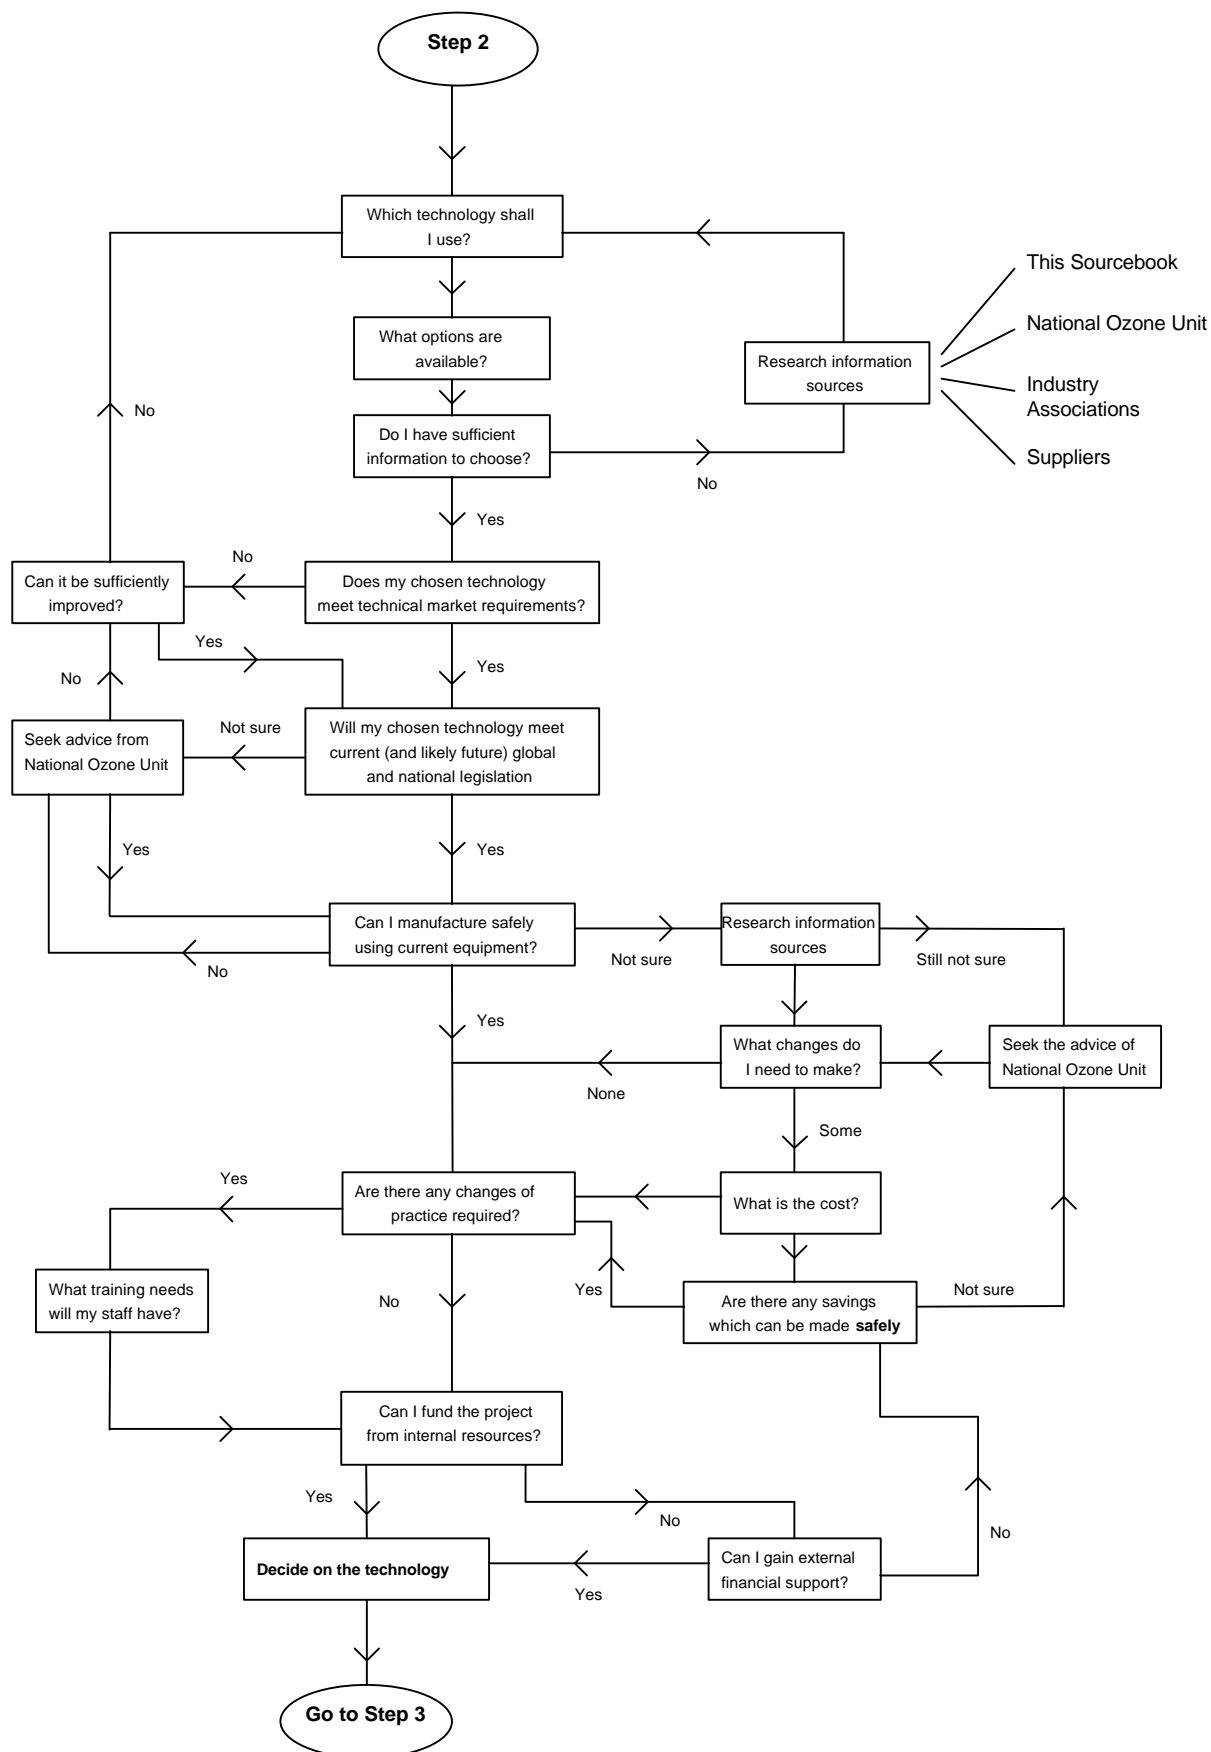 Step 2
Which technology shall
I use?
This Sourcebook
National Ozone Unit
What options are
available?
Research information
sources
Industry
Associations
No
Do I have sufficient
information to choose?
Suppliers
No
Yes
No
Can it be sufficiently
improved?
Does my chosen technology
meet technical market requirements?
Yes
No
Yes
Seek advice from
National Ozone Unit
Not sure
Will my chosen technology meet
current (and likely future) global
and national legislation
Yes
Yes
Can I manufacture safely
using current equipment?
Research information
sources
No
Not sure
Still not sure
Yes
What changes do
I need to make?
Seek the advice of
National Ozone Unit
None
Some
Yes
Are there any changes of
practice required?
What is the cost?
What training needs
will my staff have?
No
Yes
Are there any savings
which can be made safely
Not sure
Can I fund the project
from internal resources?
Yes
No
No
Decide on the technology
Yes
Can I gain external
financial support?
Go to Step 3